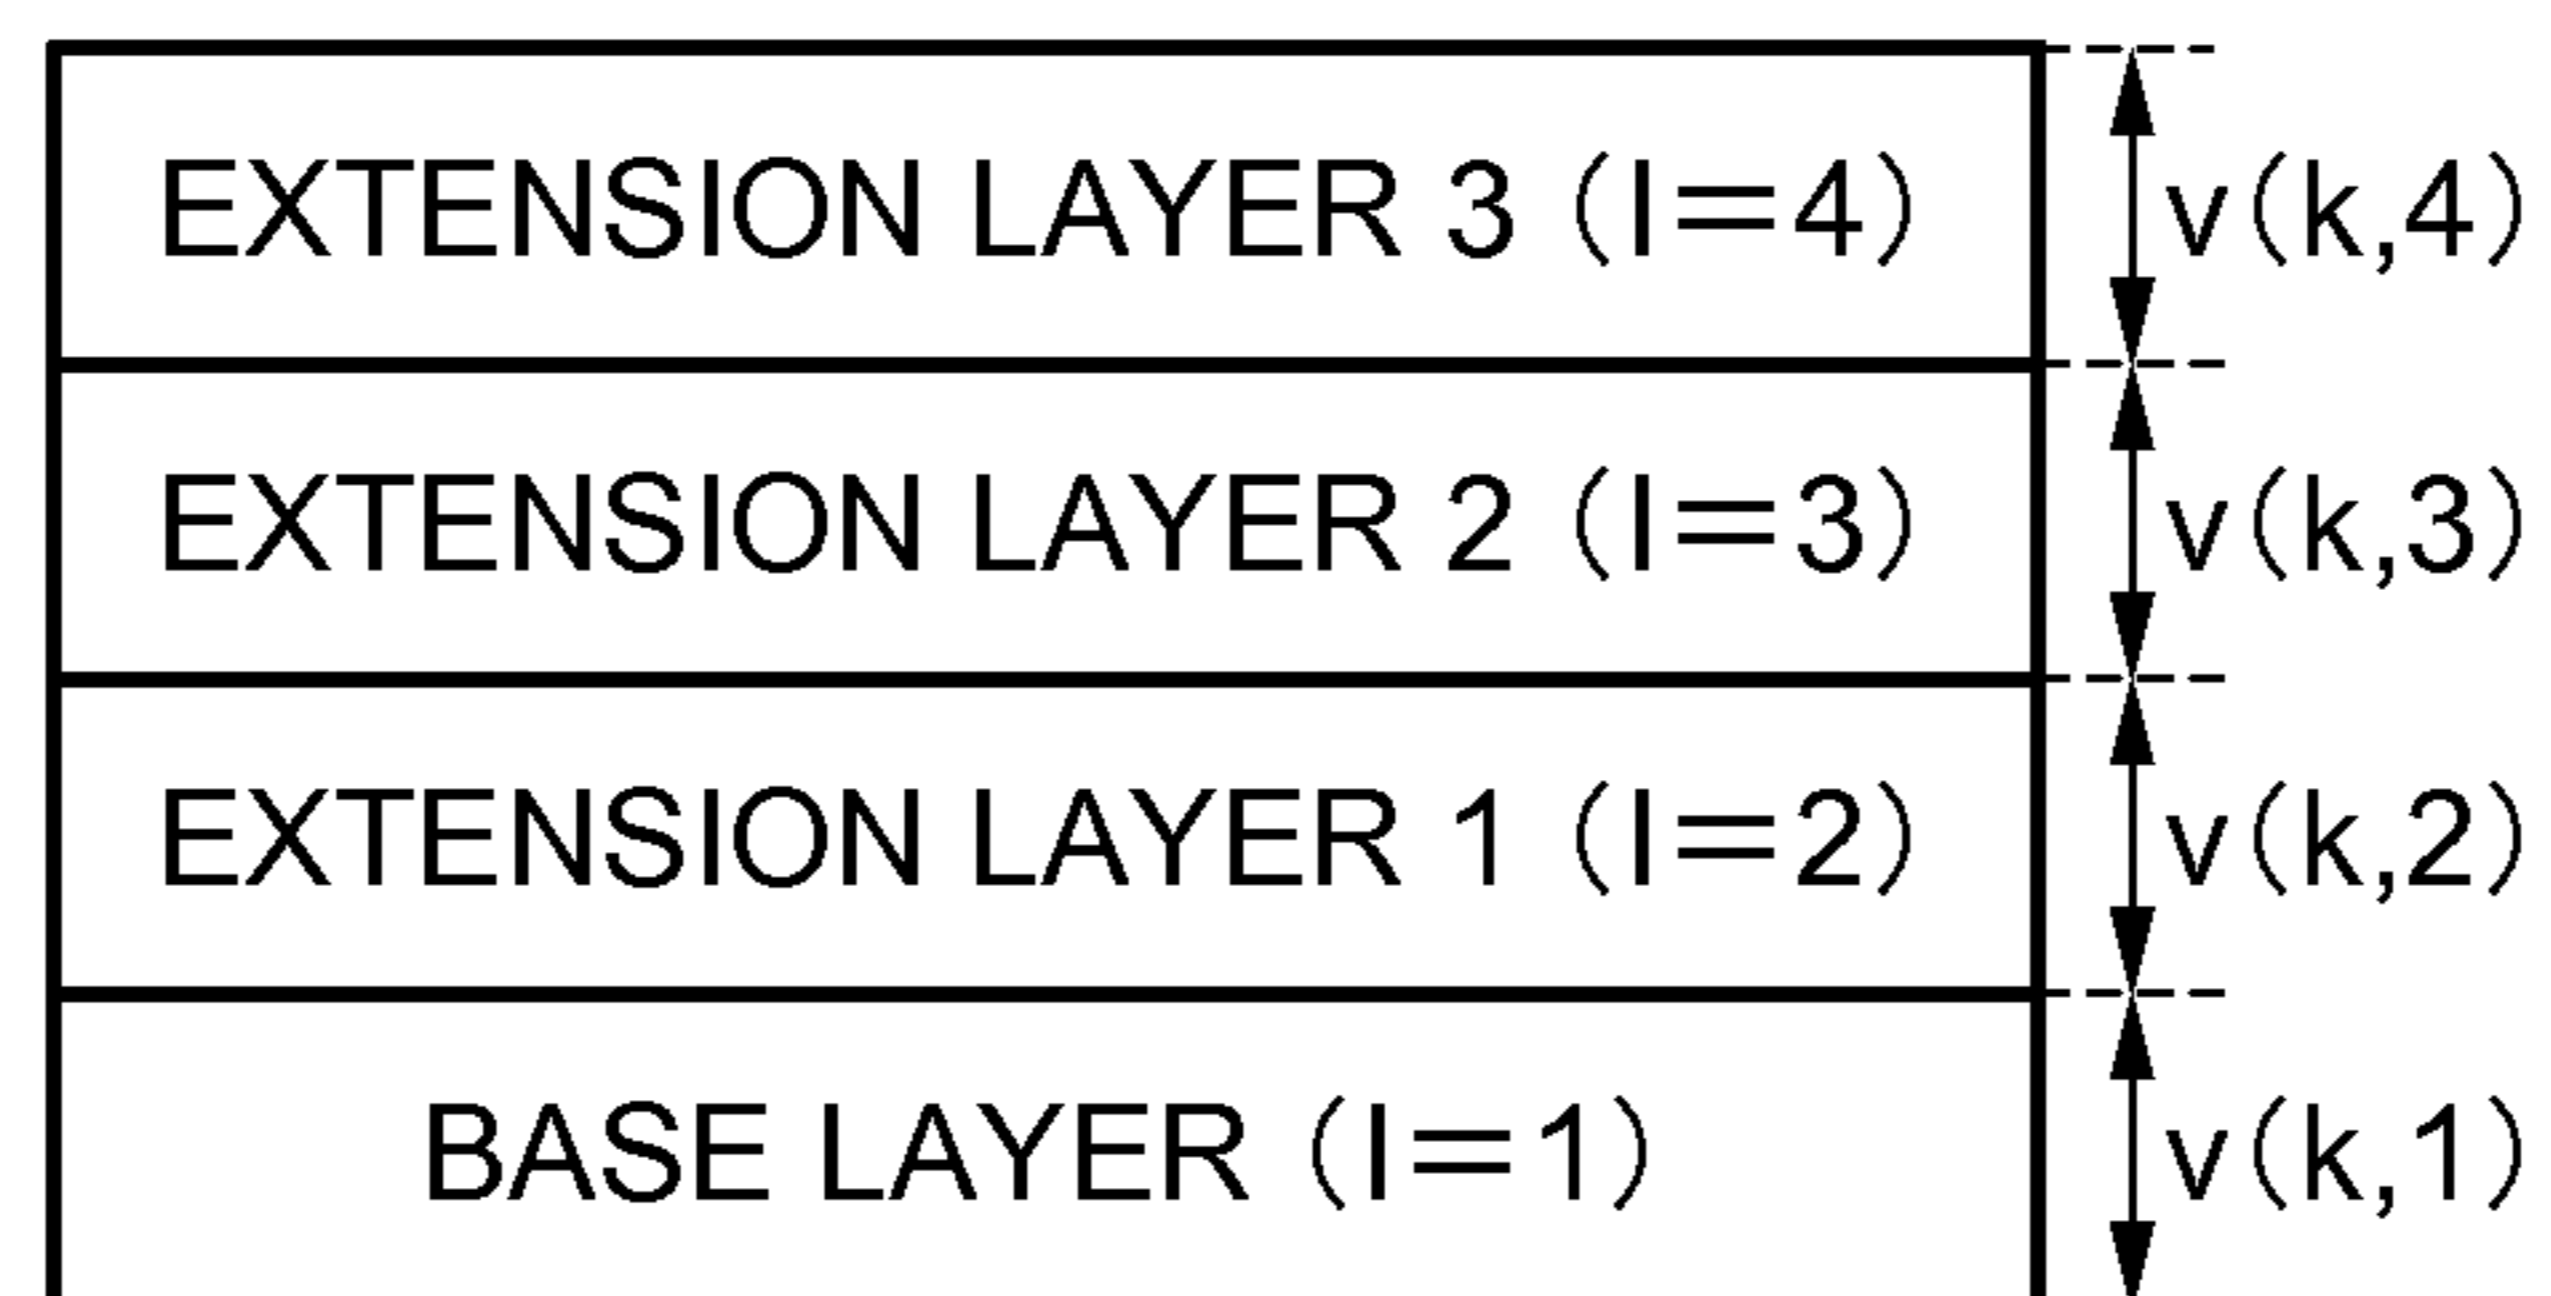 EXTENSION LAYER 3 (l=4) v(k,4)
EXTENSION LAYER 2 (l=3) v(k,3)
EXTENSION LAYER 1 (l=2) v(k,2)
BASE LAYER (l=1) v(k,1)